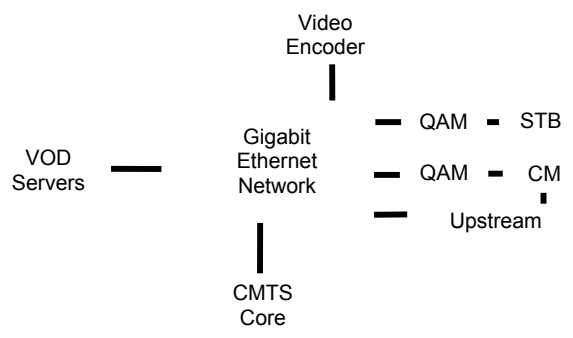 Video
Encoder
QAM
STB
Gigabit
Ethernet
Network
VOD
Servers
QAM
CM
Upstream
CMTS
Core